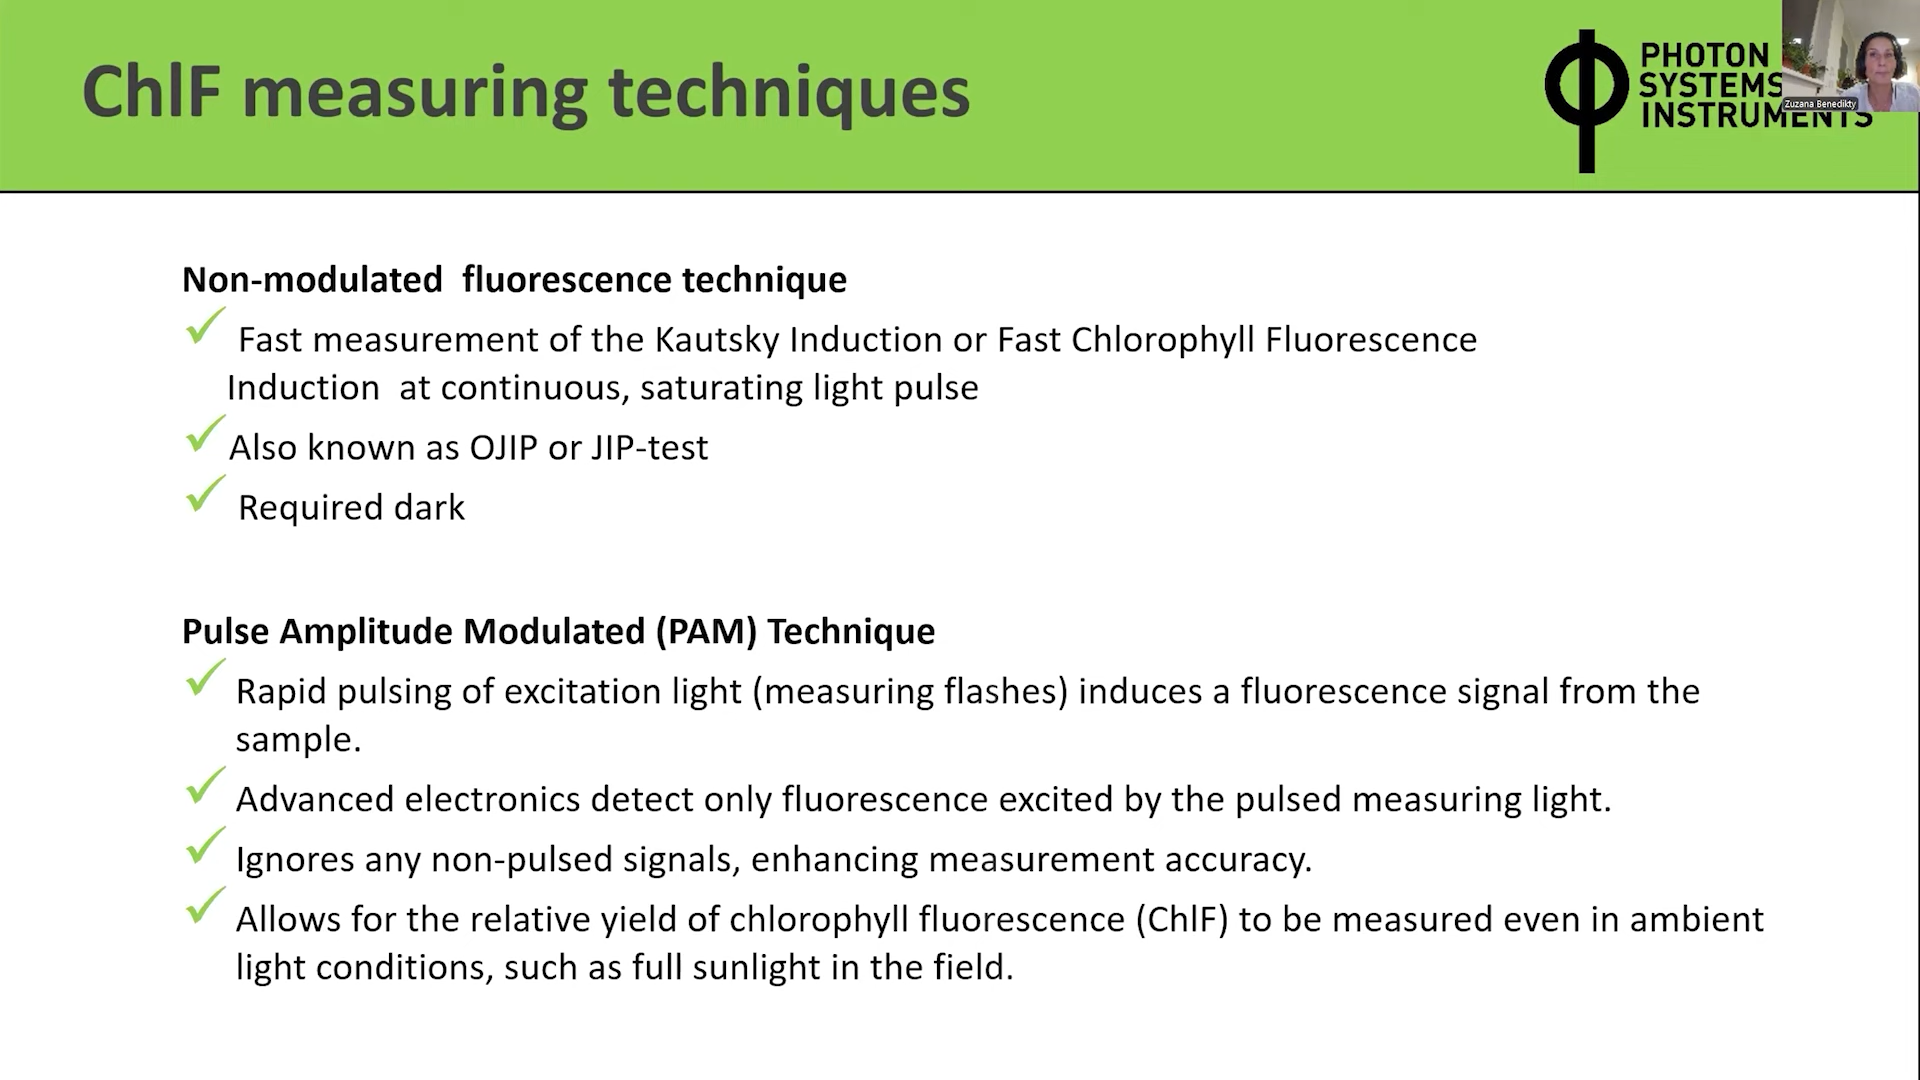 ChlF measuring techniques
PHOTON
SYSTEMS
INSTRUMENTS
Zuzana Benedikty
Non-modulated  fluorescence technique
Fast measurement of the Kautsky Induction or Fast Chlorophyll Fluorescence
Induction  at continuous, saturating light pulse
Also known as OJIP or JIP-test
Required dark
Pulse Amplitude Modulated (PAM) Technique
Rapid pulsing of excitation light (measuring flashes) induces a fluorescence signal from the
sample.
Advanced electronics detect only fluorescence excited by the pulsed measuring light.
Ignores any non-pulsed signals, enhancing measurement accuracy.
Allows for the relative yield of chlorophyll fluorescence (ChlF) to be measured even in ambient
light conditions, such as full sunlight in the field.